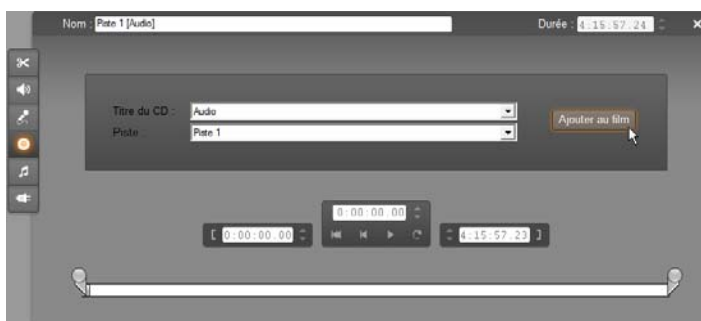 Nom : Piste 1 [Audio] Durée : 4:15:57.24
Titre du CD : Audio
Ajouter au film
Piste : Piste 1
0:00:00.00
[ 0:00:00.00 4:15:57.23 ]